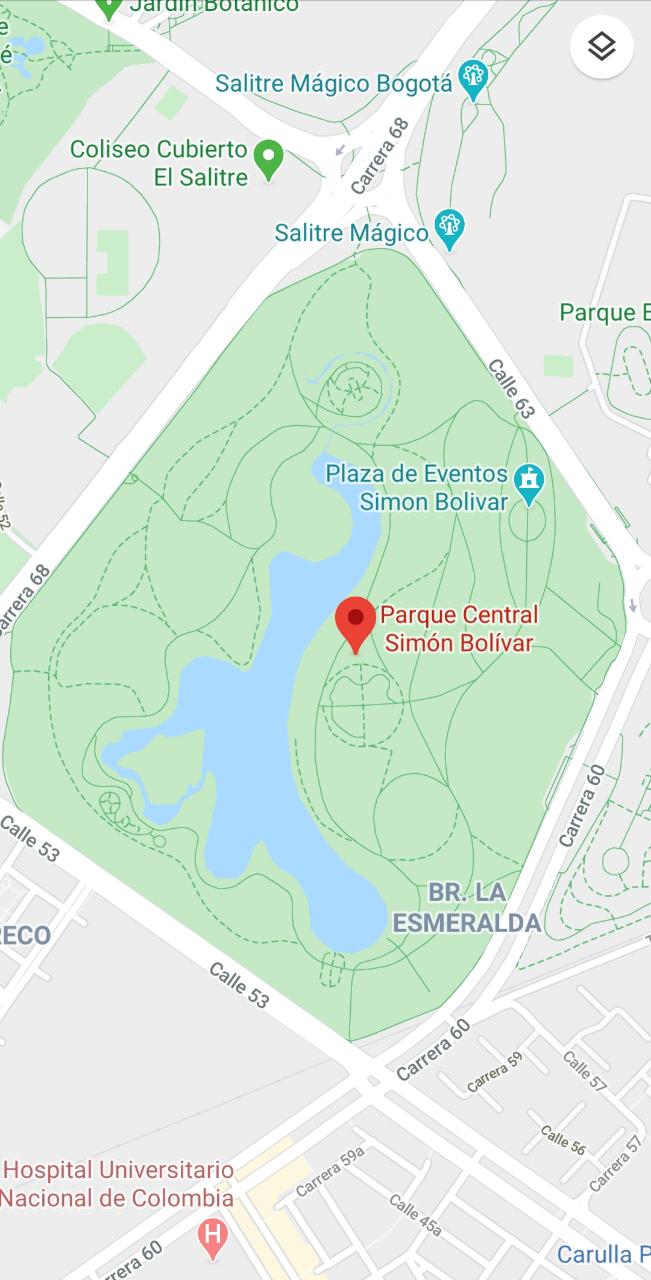 Jardín Botánico
é
Salitre Mágico Bogotá
Coliseo Cubierto
El Salitre
Carrera 68
Salitre Mágico
Parque E
Calle 63
Plaza de Eventos
Simon Bolivar
Calle 52
Carrera 68
Parque Central
Simón Bolívar
Carrera 60
Calle 53
BR. LA
ESMERALDA
RECO
Calle 53
Carrera 60
Carrera 59
Calle 57
Calle 56
Carrera 57
Hospital Universitario
Nacional de Colombia
H
Carrera 59a
Calle 45a
Carrera 60
Carulla P